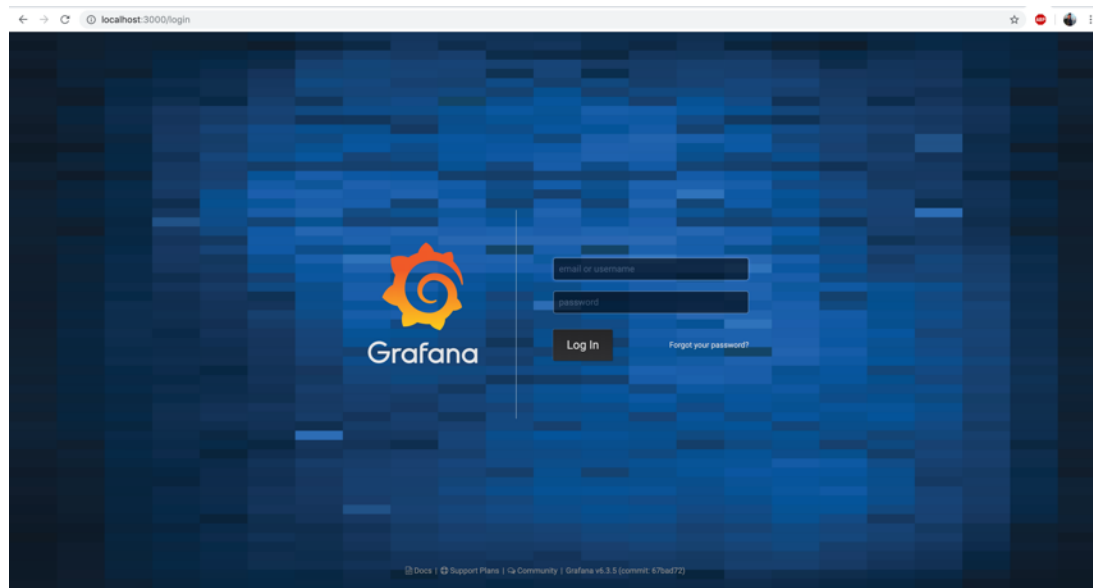 localhost:3000/login
ABP
email or username
password
Log In
Forgot your password?
Grafana
Docs | Support Plans | Community | Grafana v6.3.5 (commit: 67bad72)